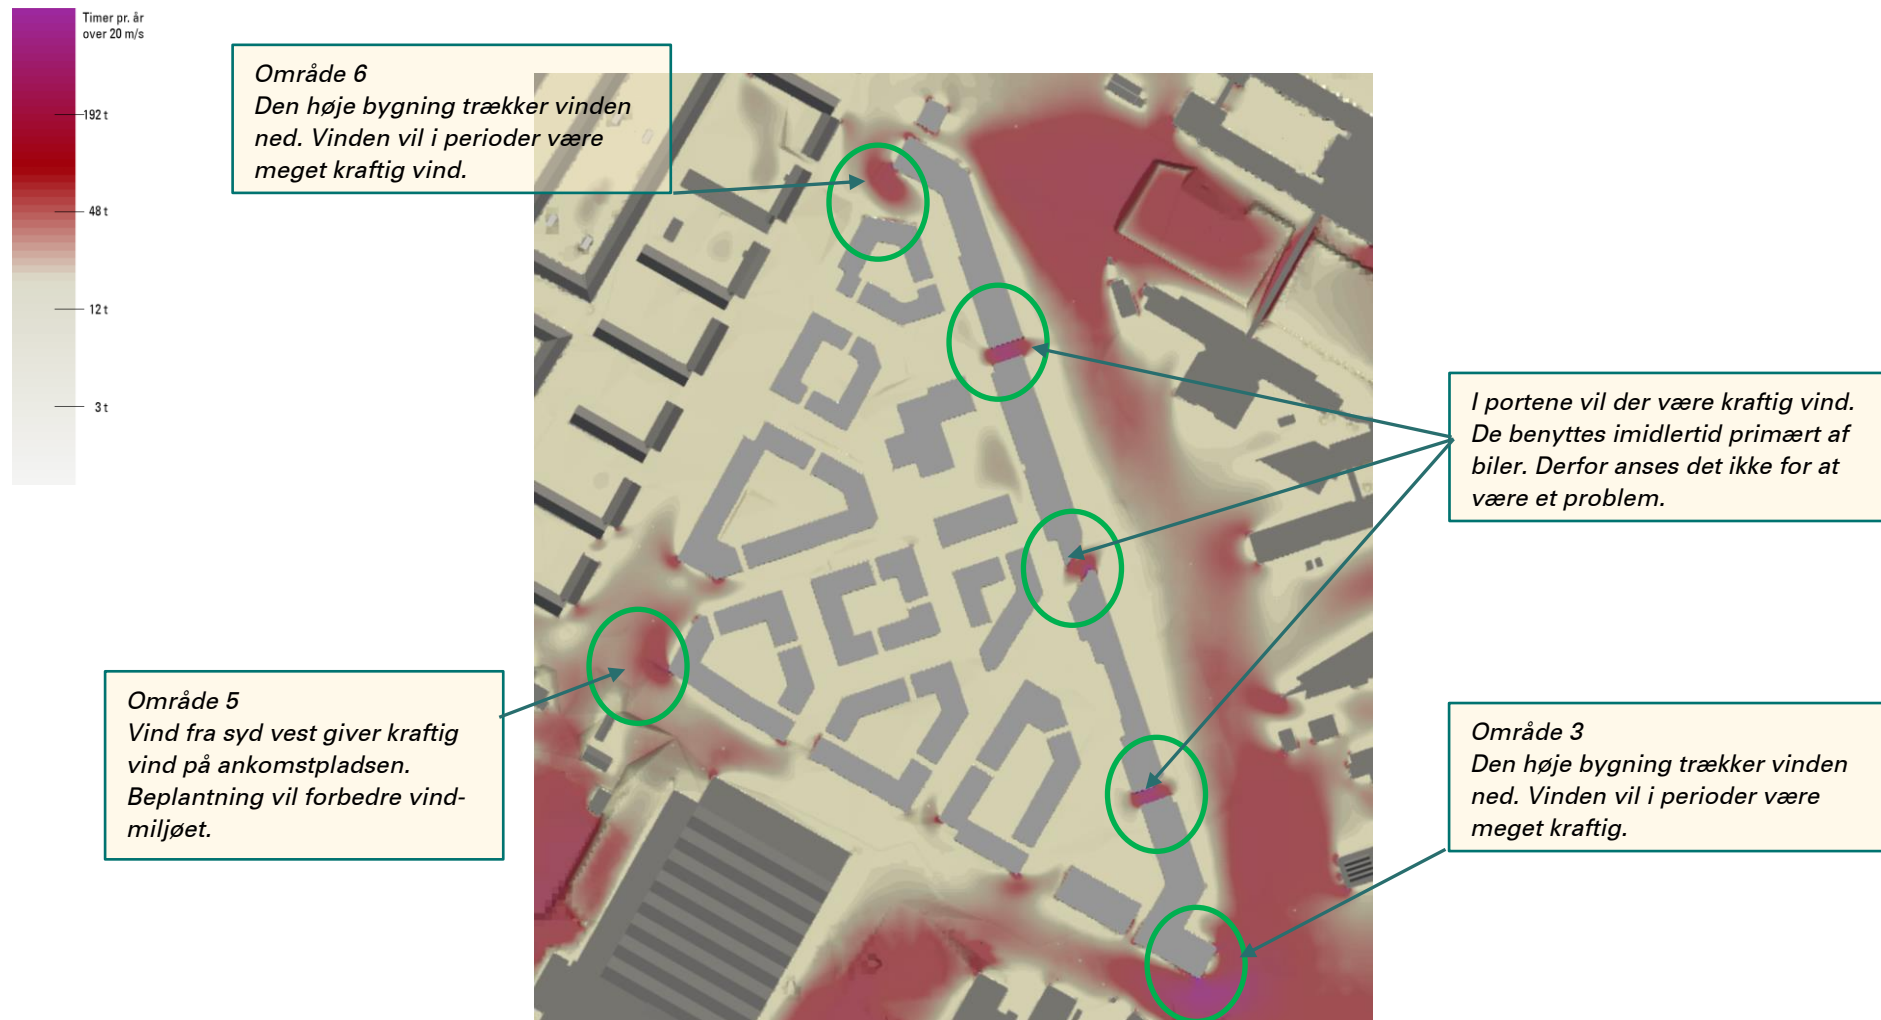 Timer pr. år
over 20 m/s
192 t
48 t
12 t
3 t
Område 6
Den høje bygning trækker vinden
ned. Vinden vil i perioder være
meget kraftig vind.
I portene vil der være kraftig vind.
De benyttes imidlertid primært af
biler. Derfor anses det ikke for at
være et problem.
Område 5
Vind fra syd vest giver kraftig
vind på ankomstpladsen.
Beplantning vil forbedre vind-
miljøet.
Område 3
Den høje bygning trækker vinden
ned. Vinden vil i perioder være
meget kraftig.